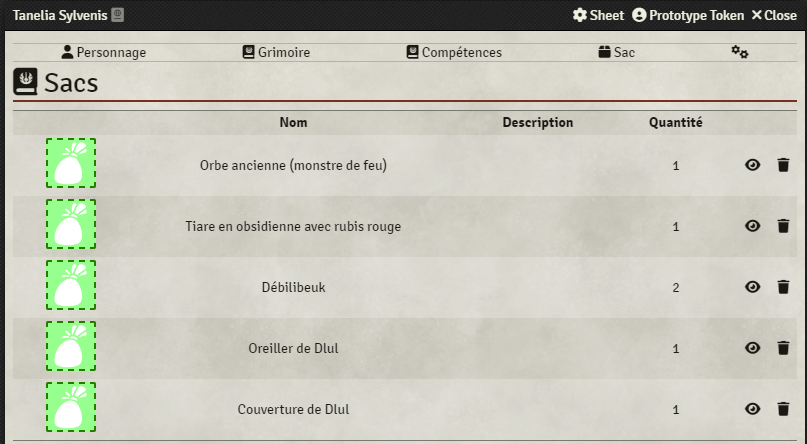 Tanelia Sylvenis Sheet Prototype Token Close
Personnage Grimoire Compétences Sac
Sacs
Nom Description Quantité
Orbe ancienne (monstre de feu) 1
Tiare en obsidienne avec rubis rouge 1
Débilibeuk 2
Oreiller de Dlul 1
Couverture de Dlul 1